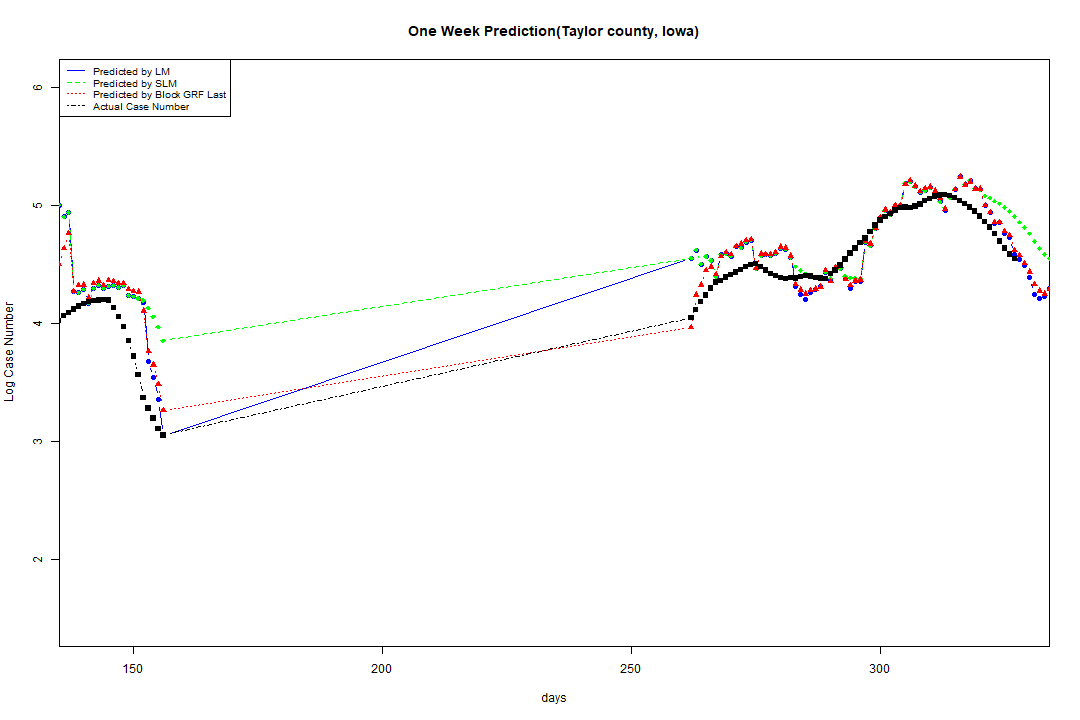 One Week Prediction(Taylor county, Iowa)
Predicted by LM
Predicted by SLM
Predicted by Block GRF Last
Actual Case Number
6
5
4
3
2
Log Case Number
150 200 250 300
days